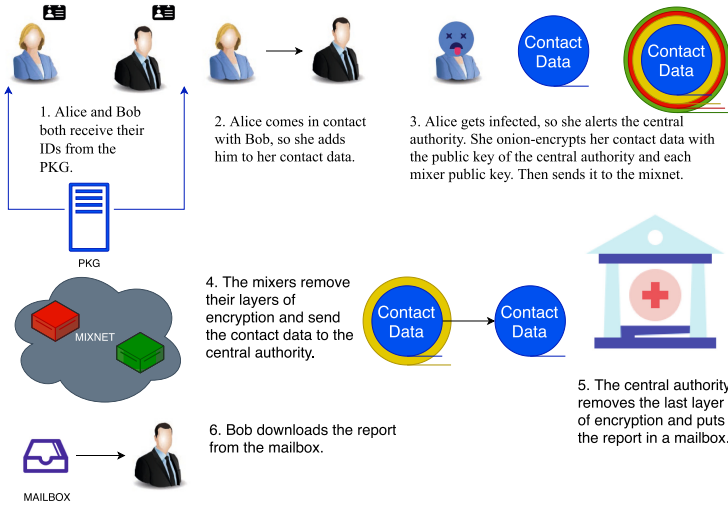 1. Alice and Bob
both receive their
IDs from the
PKG.
2. Alice comes in contact
with Bob, so she adds
him to her contact data.
Contact
Data
Contact
Data
3. Alice gets infected, so she alerts the central
authority. She onion-encrypts her contact data with
the public key of the central authority and each
mixer public key. Then sends it to the mixnet.
PKG
MIXNET
4. The mixers remove
their layers of
encryption and send
the contact data to the
central authority.
Contact
Data
Contact
Data
5. The central authority
removes the last layer
of encryption and puts
the report in a mailbox.
MAILBOX
6. Bob downloads the report
from the mailbox.